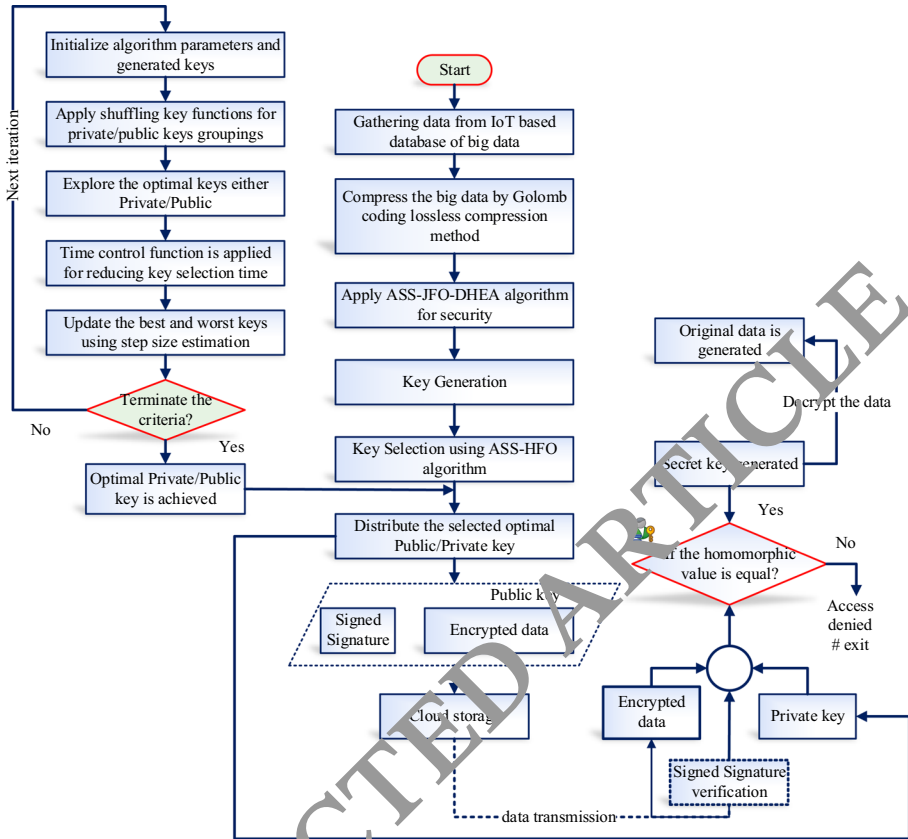 Next iteration
Initialize algorithm parameters and
generated keys
Apply shuffling key functions for
private/public keys groupings
Explore the optimal keys either
Private/Public
Time control function is applied
for reducing key selection time
Update the best and worst keys
using step size estimation
Terminate the
criteria?
No
Yes
Optimal Private/Public
key is achieved
Start
Gathering data from IoT based
database of big data
Compress the big data by Golomb
coding lossless compression
method
Apply ASS-JFO-DHEA algorithm
for security
Key Generation
Key Selection using ASS-HFO
algorithm
Distribute the selected optimal
Public/Private key
Public key
Signed
Signature
Encrypted data
Cloud storage
data transmission
Original data is
generated
Decrypt the data
Secret key generated
Yes
If the homomorphic
value is equal?
No
Access
denied
# exit
Encrypted
data
Private key
Signed Signature
verification
CTED ARTICLE